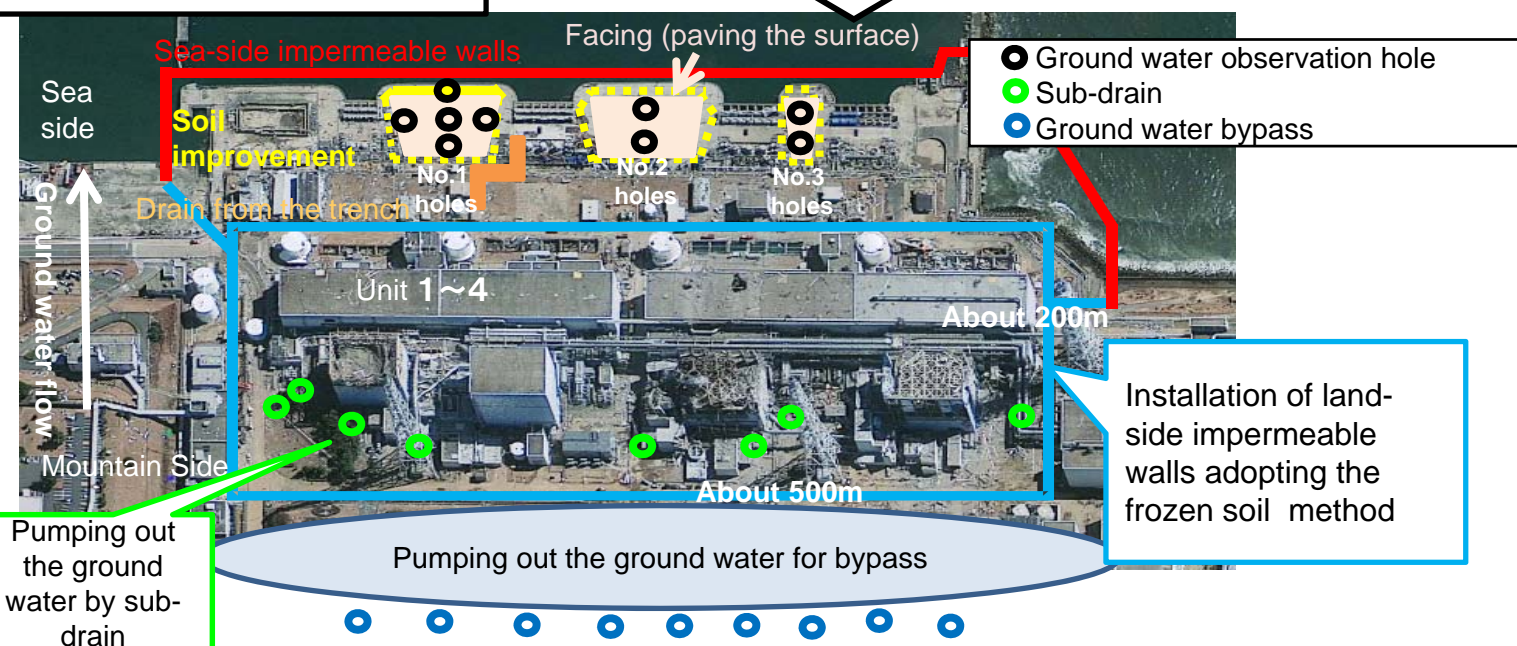 Facing (paving the surface)
Sea-side impermeable walls
Ground water observation hole
Sub-drain
Ground water bypass
Sea
side
Soil
improvement
No.1
holes
No.2
holes
No.3
holes
Drain from the trench
Ground water flow
Unit 1~4
About 200m
Mountain Side
About 500m
Installation of land-
side impermeable
walls adopting the
frozen soil method
Pumping out
the ground
water by sub-
drain
Pumping out the ground water for bypass